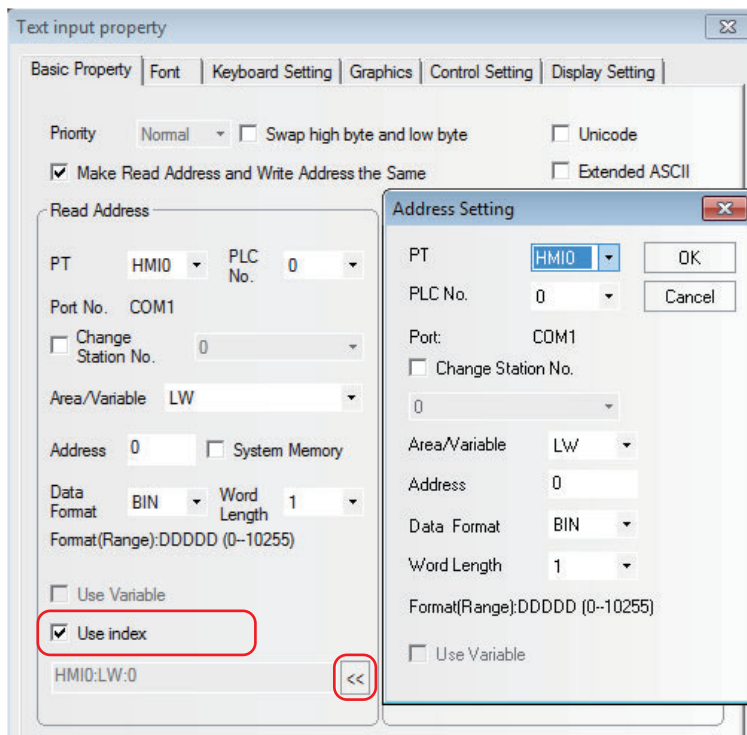 Text input property
Basic Property Font Keyboard Setting Graphics Control Setting Display Setting
Priority Normal Swap high byte and low byte Unicode
Make Read Address and Write Address the Same Extended ASCII
Read Address
PT HMI0 PLC No. 0
Port No. COM1
Change Station No. 0
Area/Variable LW
Address 0 System Memory
Data Format BIN Word Length 1
Format(Range):DDDDD (0--10255)
Use Variable
Use index
HMI0:LW:0 <<
Address Setting
PT HMI0 OK
PLC No. 0 Cancel
Port: COM1
Change Station No.
0
Area/Variable LW
Address 0
Data Format BIN
Word Length 1
Format(Range):DDDDD (0--10255)
Use Variable